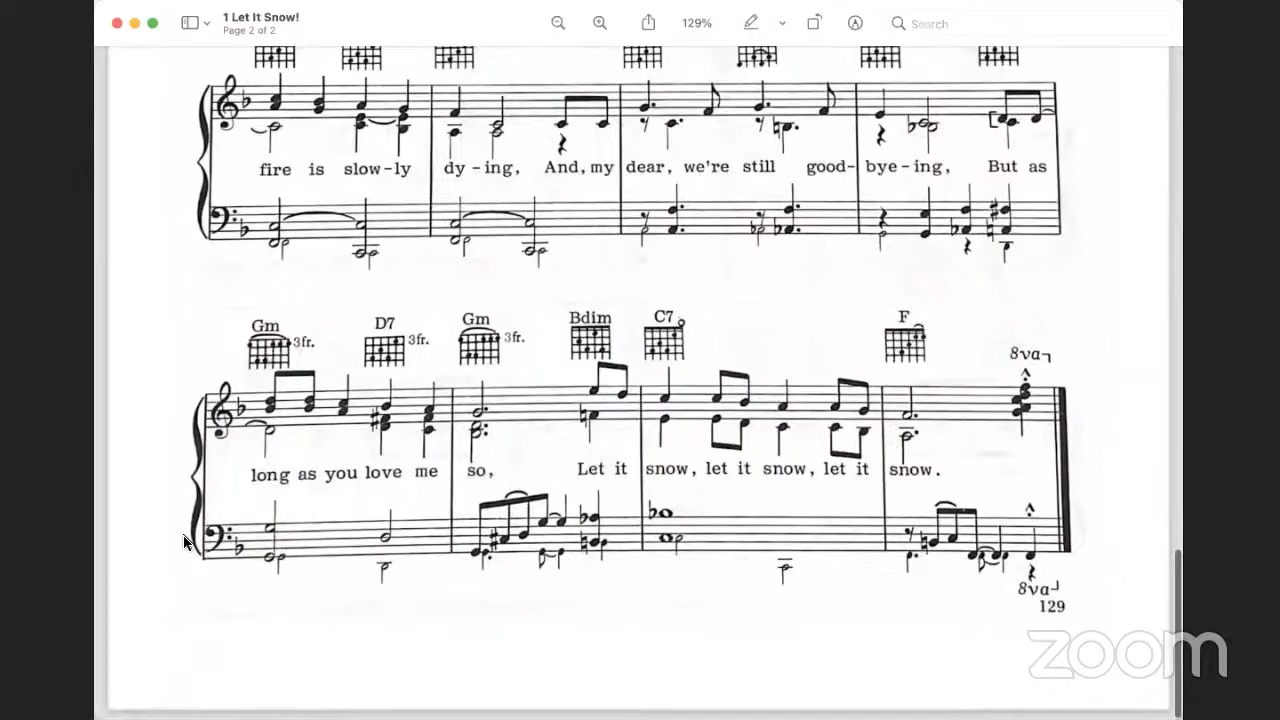 1 Let It Snow!
Page 2 of 2
129%
Search
fire is slow-ly dy-ing, And, my dear, we're still good-bye-ing, But as
Gm 3fr. D7 3fr. Gm 3fr. Bdim C7 F
8va
long as you love me so, Let it snow, let it snow, let it snow.
8va
129
zoom